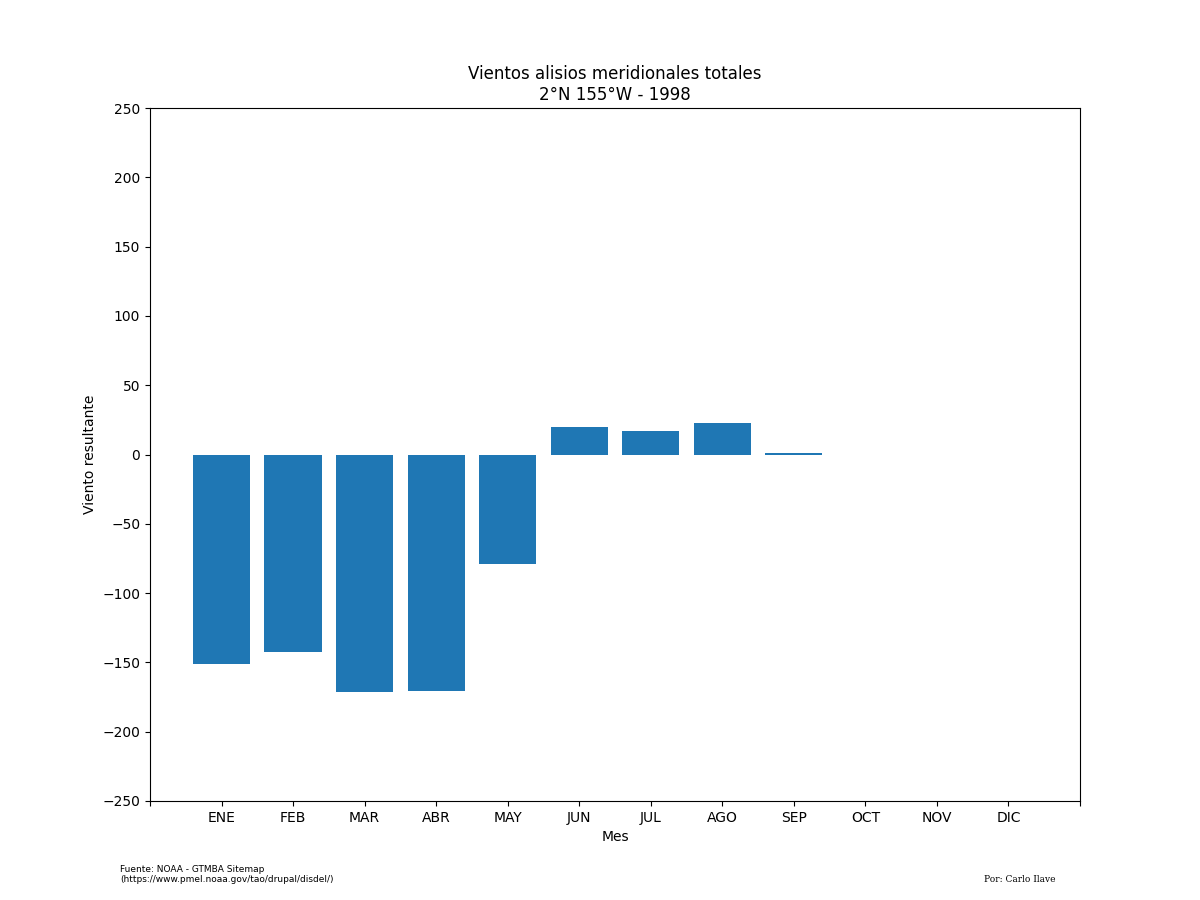 Vientos alisios meridionales totales
2°N 155°W - 1998
250
200
150
100
50
0
−50
−100
−150
−200
−250
Viento resultante
ENE FEB MAR ABR MAY JUN JUL AGO SEP OCT NOV DIC
Mes
Fuente: NOAA - GTMBA Sitemap
(https://www.pmel.noaa.gov/tao/drupal/disdel/)
Por: Carlo Ilave